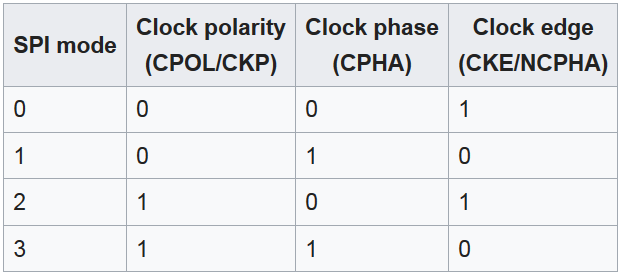 SPI mode Clock polarity (CPOL/CKP) Clock phase (CPHA) Clock edge (CKE/NCPHA)
0 0 0 1
1 0 1 0
2 1 0 1
3 1 1 0